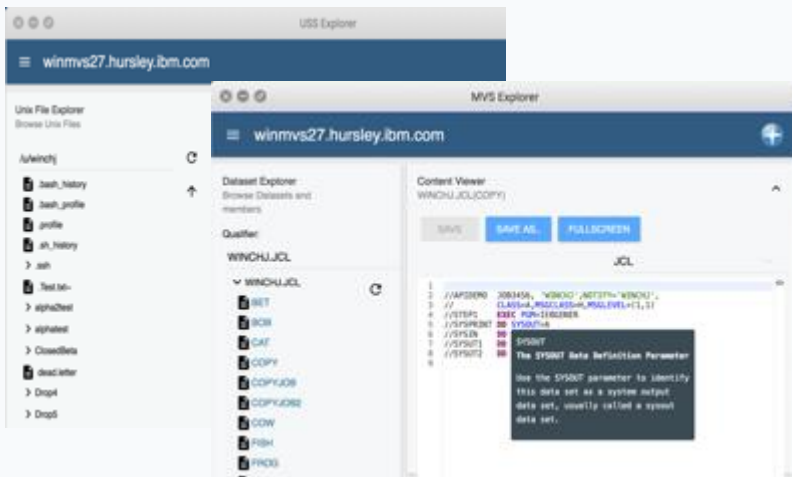 USS Explorer
≡ winmvs27.hursley.ibm.com
Unix File Explorer
Browse Unix Files
/u/winchj
.bash_history
.bash_profile
.profile
.sh_history
> .ssh
.Test.txt~
> alpha2test
> alphatest
> ClosedBeta
dead.letter
> Drop4
> Drop5
MVS Explorer
≡ winmvs27.hursley.ibm.com
Dataset Explorer
Browse Datasets and
members
Qualifier:
WINCHJ.JCL
WINCHJ.JCL
BOB
CAT
COPY
COPYJOB
COPYJOB2
COW
FISH
FROG
Content Viewer
WINCHJ.JCL(COPY)
SAVE SAVE AS.. FULLSCREEN
JCL
1
2 //APIDEMO 'WINCHJ',NOTIFY='WINCHJ',
3 // CLASS=A,MSGCLASS=H,MSGLEVEL=(1,1)
4 //STEP1 EXEC PGM=IEBGENER
5 //SYSPRINT DD SYSOUT=A
6 //SYSIN DD
7 //SYSUT1 DD
8 //SYSUT2 DD
9
SYSOUT
The SYSOUT Data Definition Parameter
Use the SYSOUT parameter to identify
this data set as a system output
data set, usually called a sysout
data set.